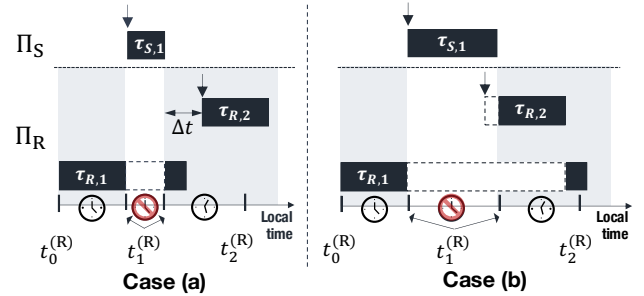 Π_S
τ_{S,1}
τ_{S,1}
Δt
τ_{R,2}
τ_{R,2}
Π_R
τ_{R,1}
τ_{R,1}
Local
time
Local
time
t_0^{(R)}
t_1^{(R)}
t_2^{(R)}
t_0^{(R)}
t_1^{(R)}
t_2^{(R)}
Case (a)
Case (b)